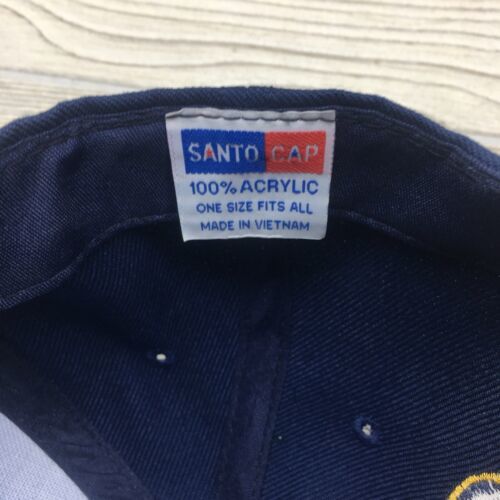 SANTO CAP
100% ACRYLIC
ONE SIZE FITS ALL
MADE IN VIETNAM